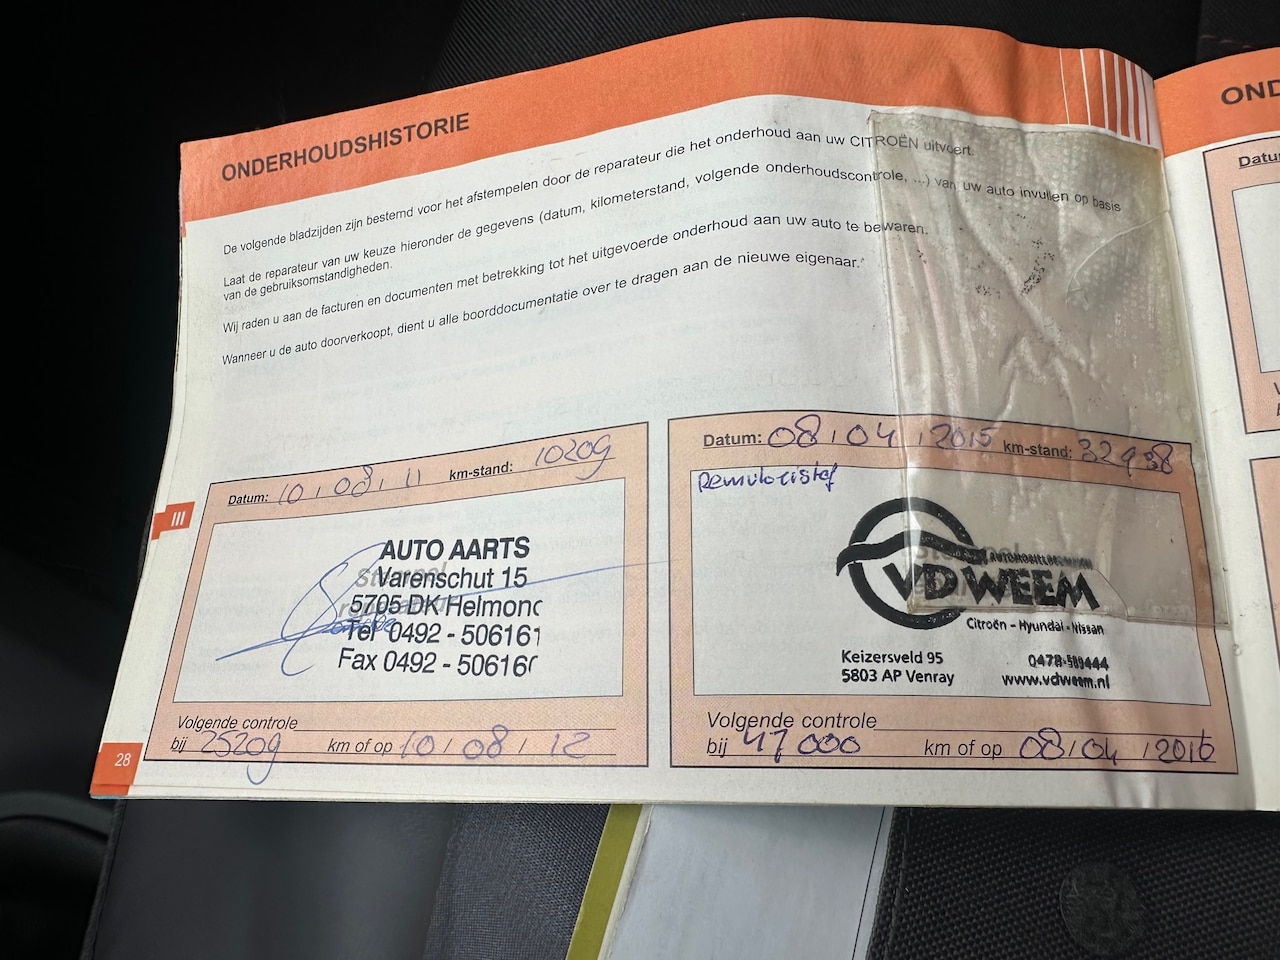 ONDERHOUDSHISTORIE
De volgende bladzijden zijn bestemd voor het afstempelen door de reparateur die het onderhoud aan uw CITROËN uitvoert.
Laat de reparateur van uw keuze hieronder de gegevens (datum, kilometerstand, volgende onderhoudscontrole, ...) van uw auto invullen op basis
van de gebruiksomstandigheden.
Wij raden u aan de facturen en documenten met betrekking tot het uitgevoerde onderhoud aan uw auto te bewaren.
Wanneer u de auto doorverkoopt, dient u alle boorddocumentatie over te dragen aan de nieuwe eigenaar.
Datum: 10 / 08 / 11 km-stand: 10209
Stempel
AUTO AARTS
Varenschut 15
5705 DK Helmond
Tel 0492 - 506161
Fax 0492 - 50616
Volgende controle
bij 25209 km of op 10 / 08 / 12
Datum: 08 / 04 / 2015 km-stand: 32938
Remvloeistof
VDWEEM
Citroën - Hyundai - Nissan
Keizersveld 95 0478-589444
5803 AP Venray www.vdweem.nl
Volgende controle
bij 47000 km of op 08 / 04 / 2016
III
28
OND
Datu